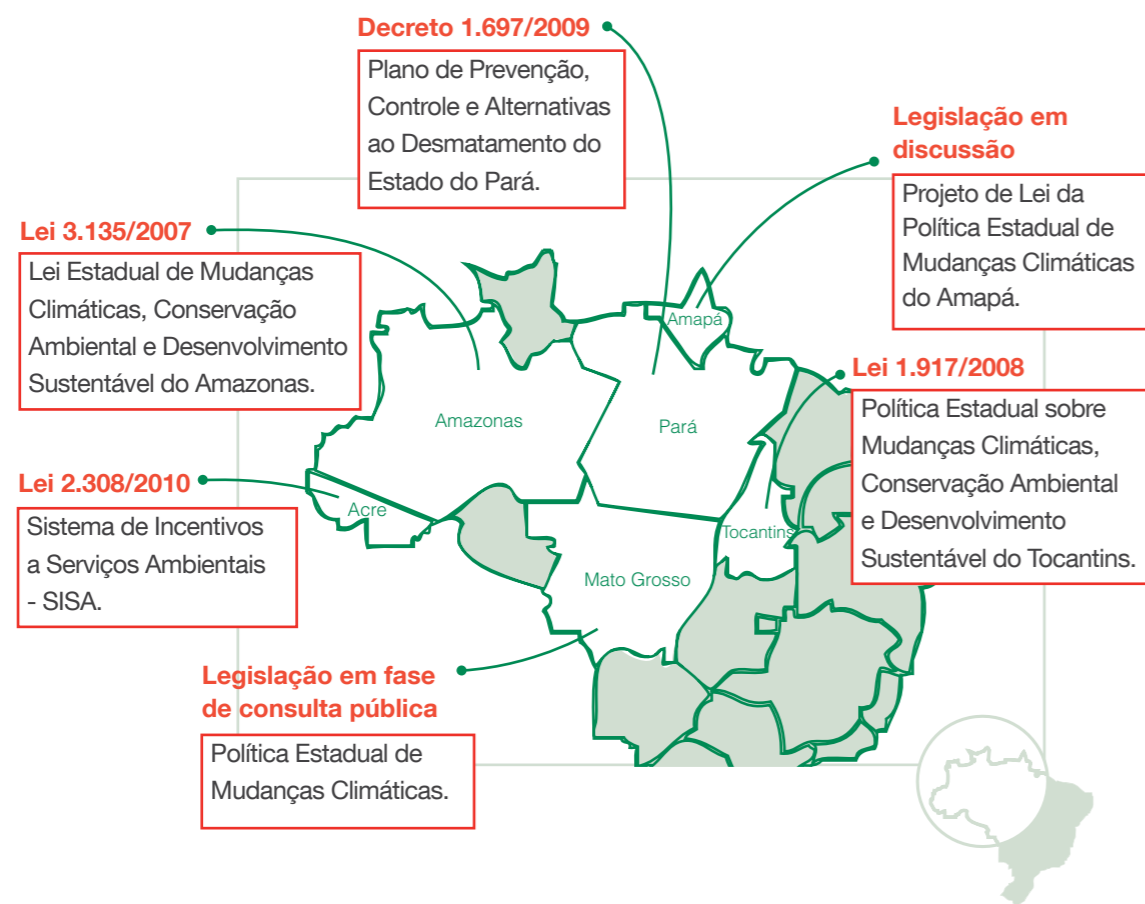 Decreto 1.697/2009
Plano de Prevenção,
Controle e Alternativas
ao Desmatamento do
Estado do Pará.
Legislação em
discussão
Projeto de Lei da
Política Estadual de
Mudanças Climáticas
do Amapá.
Lei 3.135/2007
Lei Estadual de Mudanças
Climáticas, Conservação
Ambiental e Desenvolvimento
Sustentável do Amazonas.
Amapá
Lei 1.917/2008
Política Estadual sobre
Mudanças Climáticas,
Conservação Ambiental
e Desenvolvimento
Sustentável do Tocantins.
Amazonas
Pará
Lei 2.308/2010
Sistema de Incentivos
a Serviços Ambientais
- SISA.
Acre
Tocantins
Mato Grosso
Legislação em fase
de consulta pública
Política Estadual de
Mudanças Climáticas.